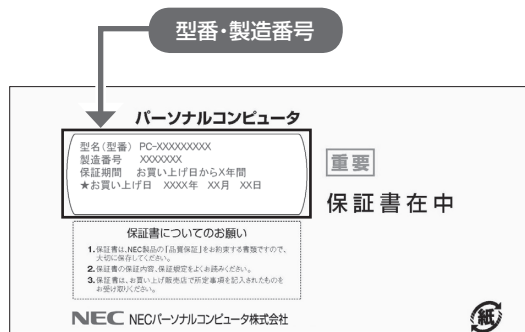 型番・製造番号
パーソナルコンピュータ
型名(型番) PC-XXXXXXXXX
製造番号 XXXXXXX
保証期間 お買い上げ日からX年間
★お買い上げ日 XXXX年 XX月 XX日
重要
保証書在中
保証書についてのお願い
1.保証書は、NEC製品の「品質保証」をお約束する書類ですので、
大切に保存してください。
2.保証書の保証内容、保証規定をよくお読みください。
3.保証書は、お買い上げ販売店で所定事項を記入されたものを
お受け取りください。
NEC NECパーソナルコンピュータ株式会社
紙